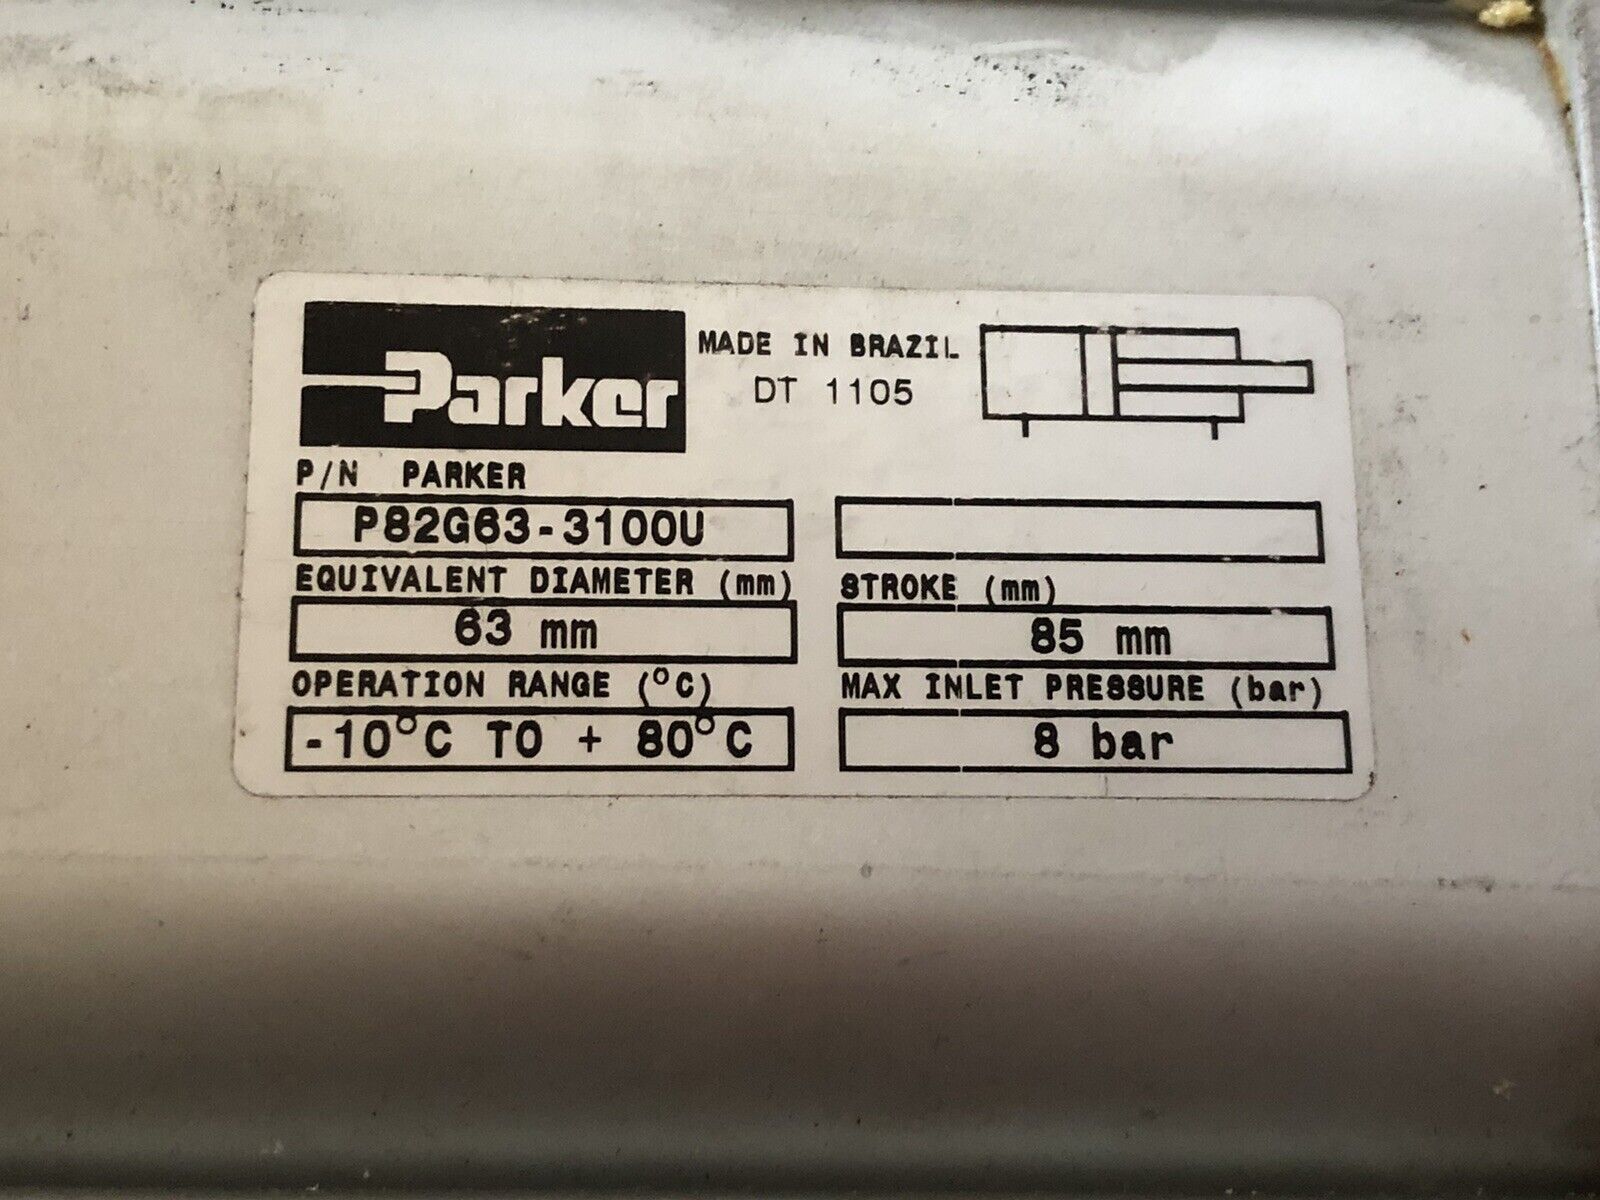 Parker
MADE IN BRAZIL
DT 1105
P/N PARKER
P82G63-3100U
EQUIVALENT DIAMETER (mm)
63 mm
STROKE (mm)
85 mm
OPERATION RANGE (°C)
-10°C TO + 80°C
MAX INLET PRESSURE (bar)
8 bar